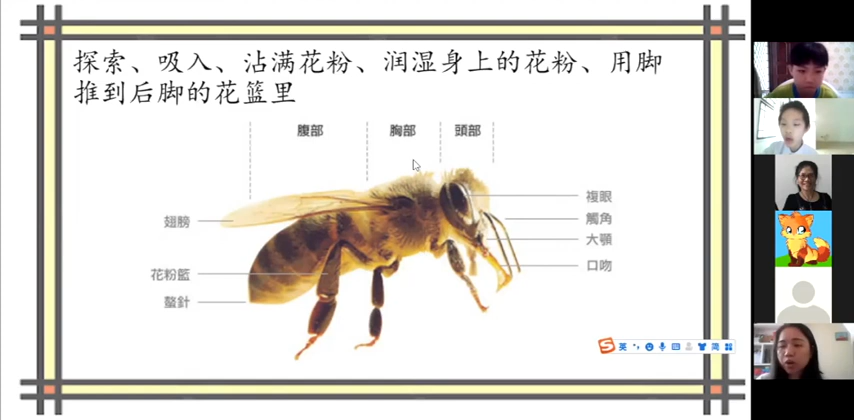 探索、吸入、沾满花粉、润湿身上的花粉、用脚
推到后脚的花篮里
腹部 胸部 頭部
翅膀
花粉籃
螫針
複眼
觸角
大顎
口吻
S 英 简